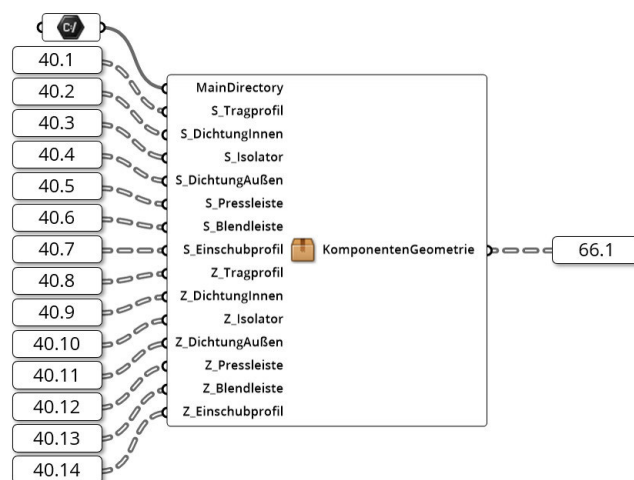 C:/
40.1
40.2
40.3
40.4
40.5
40.6
40.7
40.8
40.9
40.10
40.11
40.12
40.13
40.14
MainDirectory
S_Tragprofil
S_DichtungInnen
S_Isolator
S_DichtungAußen
S_Pressleiste
S_Blendleiste
S_Einschubprofil
Z_Tragprofil
Z_DichtungInnen
Z_Isolator
Z_DichtungAußen
Z_Pressleiste
Z_Blendleiste
Z_Einschubprofil
KomponentenGeometrie
66.1